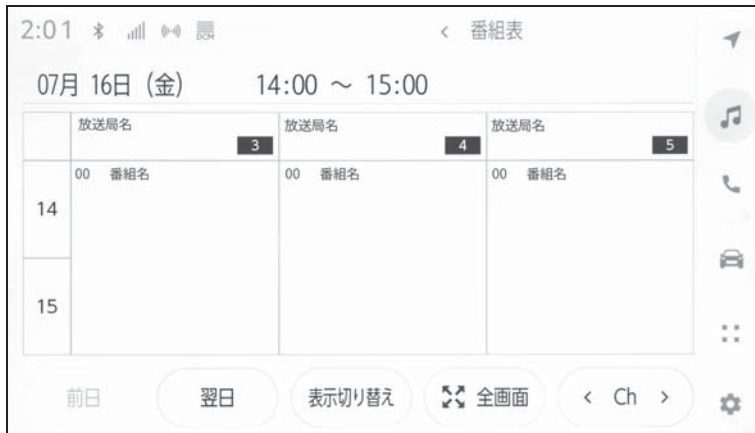 2:01 DCM < 番組表
07月 16日 (金) 14:00 ～ 15:00
放送局名 3 放送局名 4 放送局名 5
00 番組名 00 番組名 00 番組名
14
15
前日 翌日 表示切り替え 全画面 < Ch >